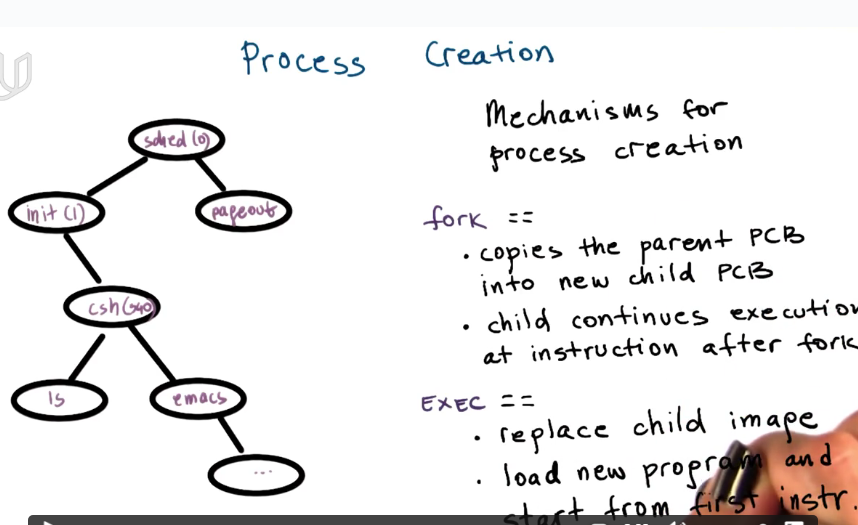 Process Creation
Mechanisms for
process creation
sched (0)
init (1)
pageout
csh (
ls
emacs
...
fork ==
• copies the parent PCB
into new child PCB
• child continues execution
at instruction after fork
EXEC ==
• replace child image
• load new program and
start from first instr.